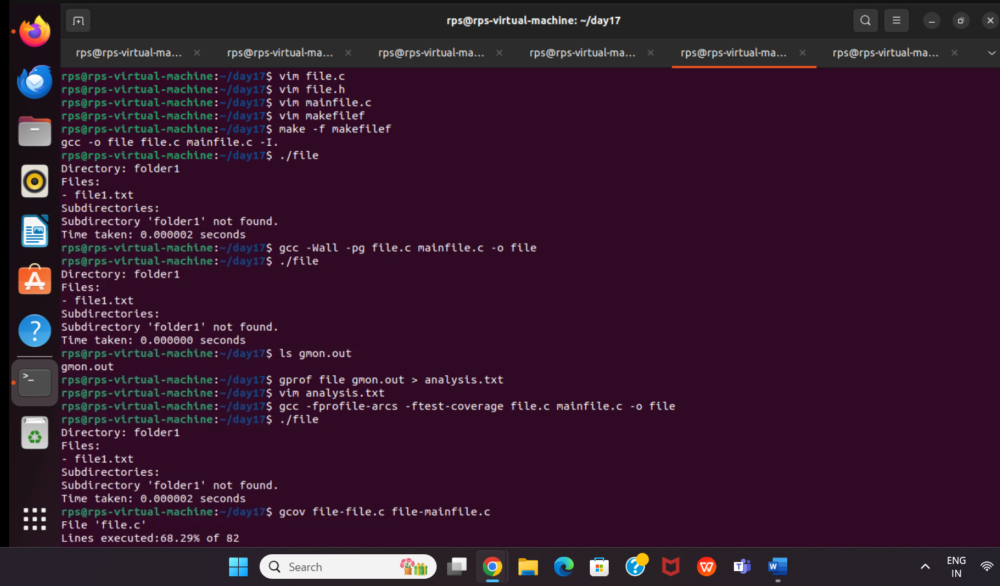 rps@rps-virtual-machine: ~/day17
rps@rps-virtual-ma...
rps@rps-virtual-ma...
rps@rps-virtual-ma...
rps@rps-virtual-ma...
rps@rps-virtual-ma...
rps@rps-virtual-ma...
rps@rps-virtual-machine:~/day17$ vim file.c
rps@rps-virtual-machine:~/day17$ vim file.h
rps@rps-virtual-machine:~/day17$ vim mainfile.c
rps@rps-virtual-machine:~/day17$ vim makefilef
rps@rps-virtual-machine:~/day17$ make -f makefilef
gcc -o file file.c mainfile.c -I.
rps@rps-virtual-machine:~/day17$ ./file
Directory: folder1
Files:
- file1.txt
Subdirectories:
Subdirectory 'folder1' not found.
Time taken: 0.000002 seconds
rps@rps-virtual-machine:~/day17$ gcc -Wall -pg file.c mainfile.c -o file
rps@rps-virtual-machine:~/day17$ ./file
Directory: folder1
Files:
- file1.txt
Subdirectories:
Subdirectory 'folder1' not found.
Time taken: 0.000000 seconds
rps@rps-virtual-machine:~/day17$ ls gmon.out
gmon.out
rps@rps-virtual-machine:~/day17$ gprof file gmon.out > analysis.txt
rps@rps-virtual-machine:~/day17$ vim analysis.txt
rps@rps-virtual-machine:~/day17$ gcc -fprofile-arcs -ftest-coverage file.c mainfile.c -o file
rps@rps-virtual-machine:~/day17$ ./file
Directory: folder1
Files:
- file1.txt
Subdirectories:
Subdirectory 'folder1' not found.
Time taken: 0.000002 seconds
rps@rps-virtual-machine:~/day17$ gcov file-file.c file-mainfile.c
File 'file.c'
Lines executed:68.29% of 82
Search
ENG
IN